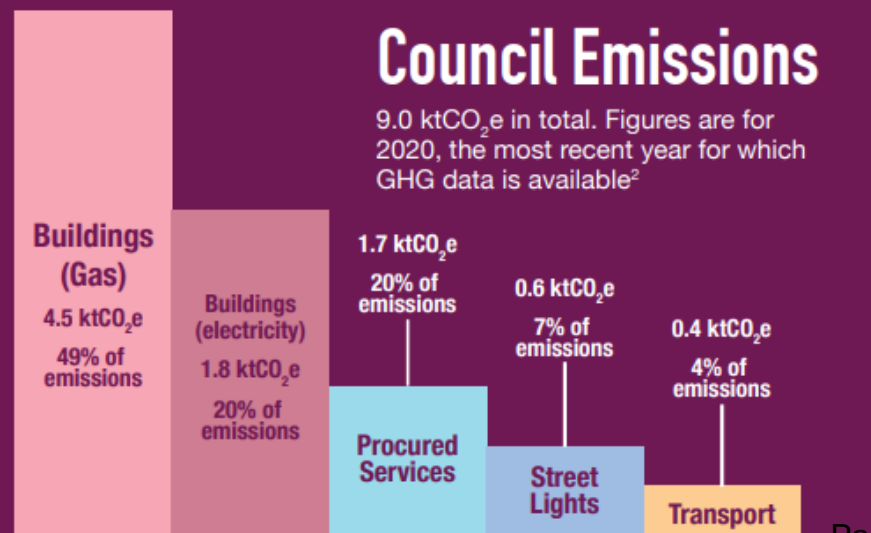 Council Emissions
9.0 ktCO₂e in total. Figures are for
2020, the most recent year for which
GHG data is available²
Buildings
(Gas)
4.5 ktCO₂e
49% of
emissions
Buildings
(electricity)
1.8 ktCO₂e
20% of
emissions
1.7 ktCO₂e
20% of
emissions
Procured
Services
0.6 ktCO₂e
7% of
emissions
Street
Lights
0.4 ktCO₂e
4% of
emissions
Transport